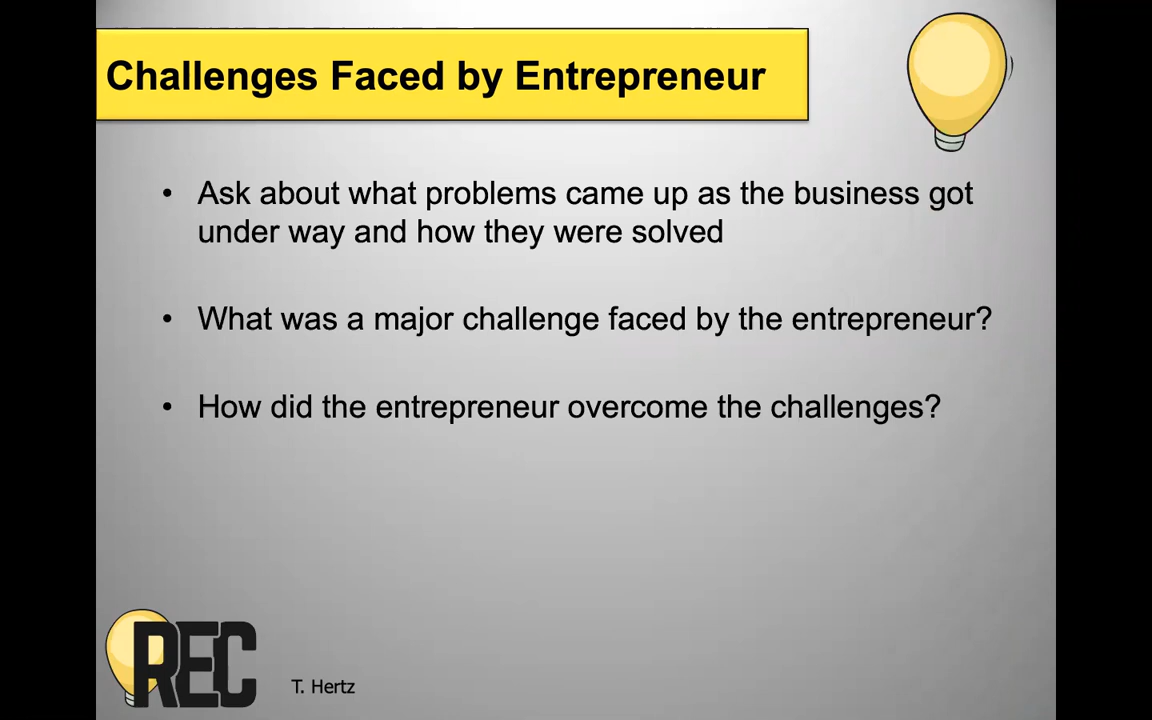 Challenges Faced by Entrepreneur
• Ask about what problems came up as the business got
under way and how they were solved
• What was a major challenge faced by the entrepreneur?
• How did the entrepreneur overcome the challenges?
REC
T. Hertz